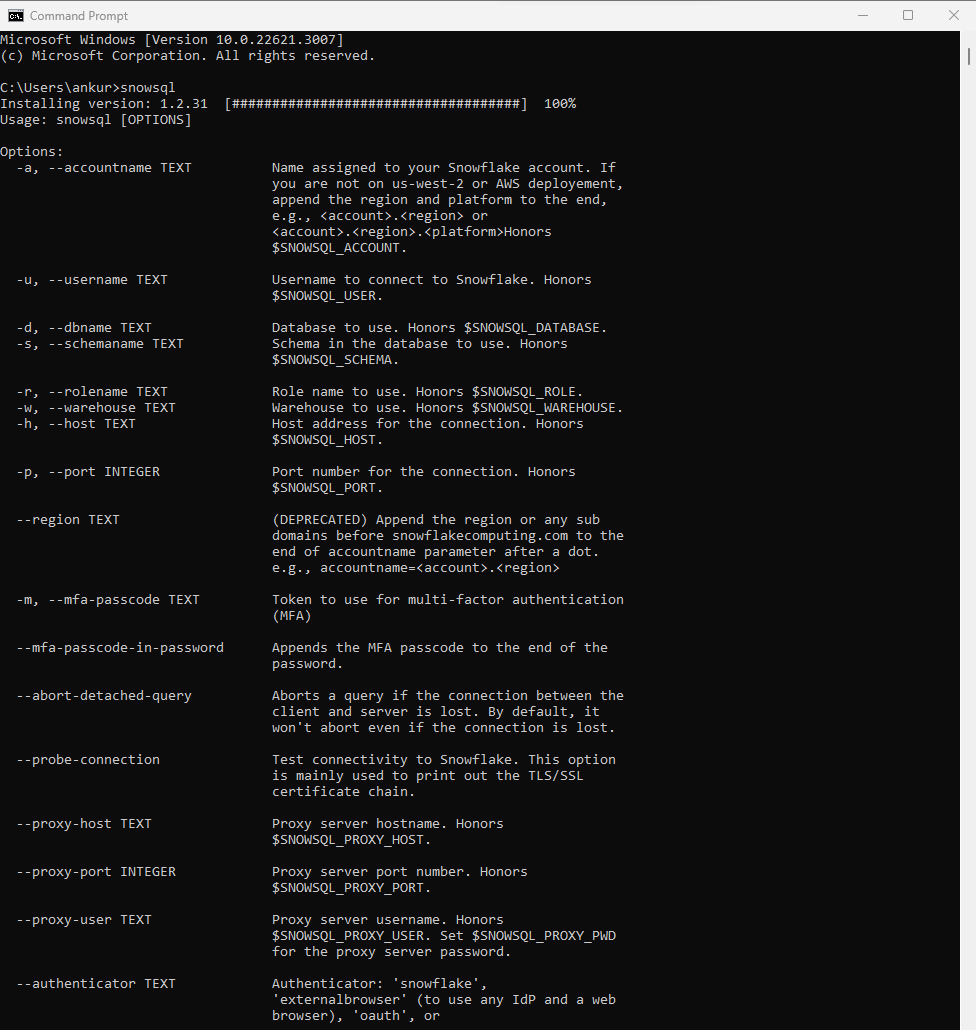 Command Prompt
Microsoft Windows [Version 10.0.22621.3007]
(c) Microsoft Corporation. All rights reserved.
C:\Users\ankur>snowsql
Installing version: 1.2.31  [####################################]  100%
Usage: snowsql [OPTIONS]
Options:
-a, --accountname TEXT          Name assigned to your Snowflake account. If
you are not on us-west-2 or AWS deployement,
append the region and platform to the end,
e.g., <account>.<region> or
<account>.<region>.<platform>Honors
$SNOWSQL_ACCOUNT.
-u, --username TEXT             Username to connect to Snowflake. Honors
$SNOWSQL_USER.
-d, --dbname TEXT               Database to use. Honors $SNOWSQL_DATABASE.
-s, --schemaname TEXT           Schema in the database to use. Honors
$SNOWSQL_SCHEMA.
-r, --rolename TEXT             Role name to use. Honors $SNOWSQL_ROLE.
-w, --warehouse TEXT            Warehouse to use. Honors $SNOWSQL_WAREHOUSE.
-h, --host TEXT                 Host address for the connection. Honors
$SNOWSQL_HOST.
-p, --port INTEGER              Port number for the connection. Honors
$SNOWSQL_PORT.
--region TEXT                   (DEPRECATED) Append the region or any sub
domains before snowflakecomputing.com to the
end of accountname parameter after a dot.
e.g., accountname=<account>.<region>
-m, --mfa-passcode TEXT         Token to use for multi-factor authentication
(MFA)
--mfa-passcode-in-password      Appends the MFA passcode to the end of the
password.
--abort-detached-query          Aborts a query if the connection between the
client and server is lost. By default, it
won't abort even if the connection is lost.
--probe-connection              Test connectivity to Snowflake. This option
is mainly used to print out the TLS/SSL
certificate chain.
--proxy-host TEXT               Proxy server hostname. Honors
$SNOWSQL_PROXY_HOST.
--proxy-port INTEGER            Proxy server port number. Honors
$SNOWSQL_PROXY_PORT.
--proxy-user TEXT               Proxy server username. Honors
$SNOWSQL_PROXY_USER. Set $SNOWSQL_PROXY_PWD
for the proxy server password.
--authenticator TEXT            Authenticator: 'snowflake',
'externalbrowser' (to use any IdP and a web
browser), 'oauth', or